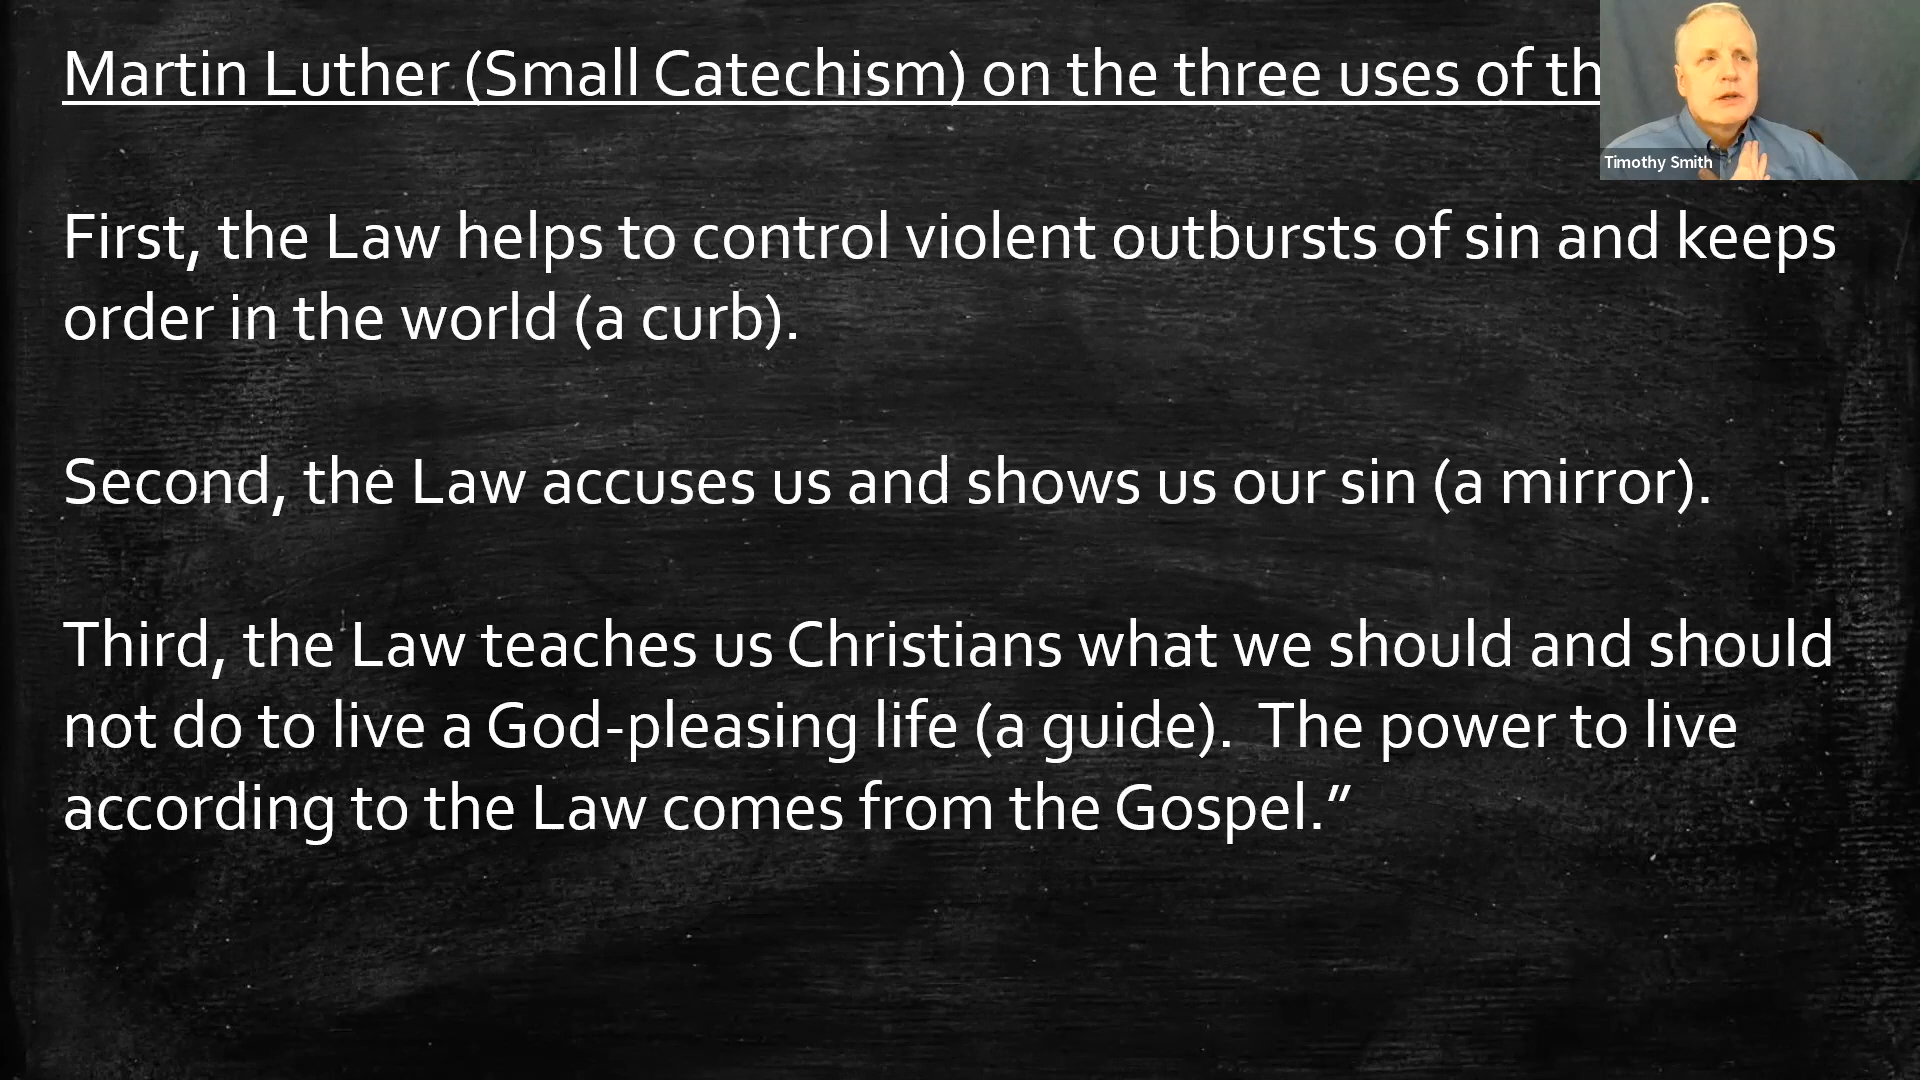 Martin Luther (Small Catechism) on the three uses of th
Timothy Smith
First, the Law helps to control violent outbursts of sin and keeps
order in the world (a curb).
Second, the Law accuses us and shows us our sin (a mirror).
Third, the Law teaches us Christians what we should and should
not do to live a God-pleasing life (a guide).  The power to live
according to the Law comes from the Gospel.”